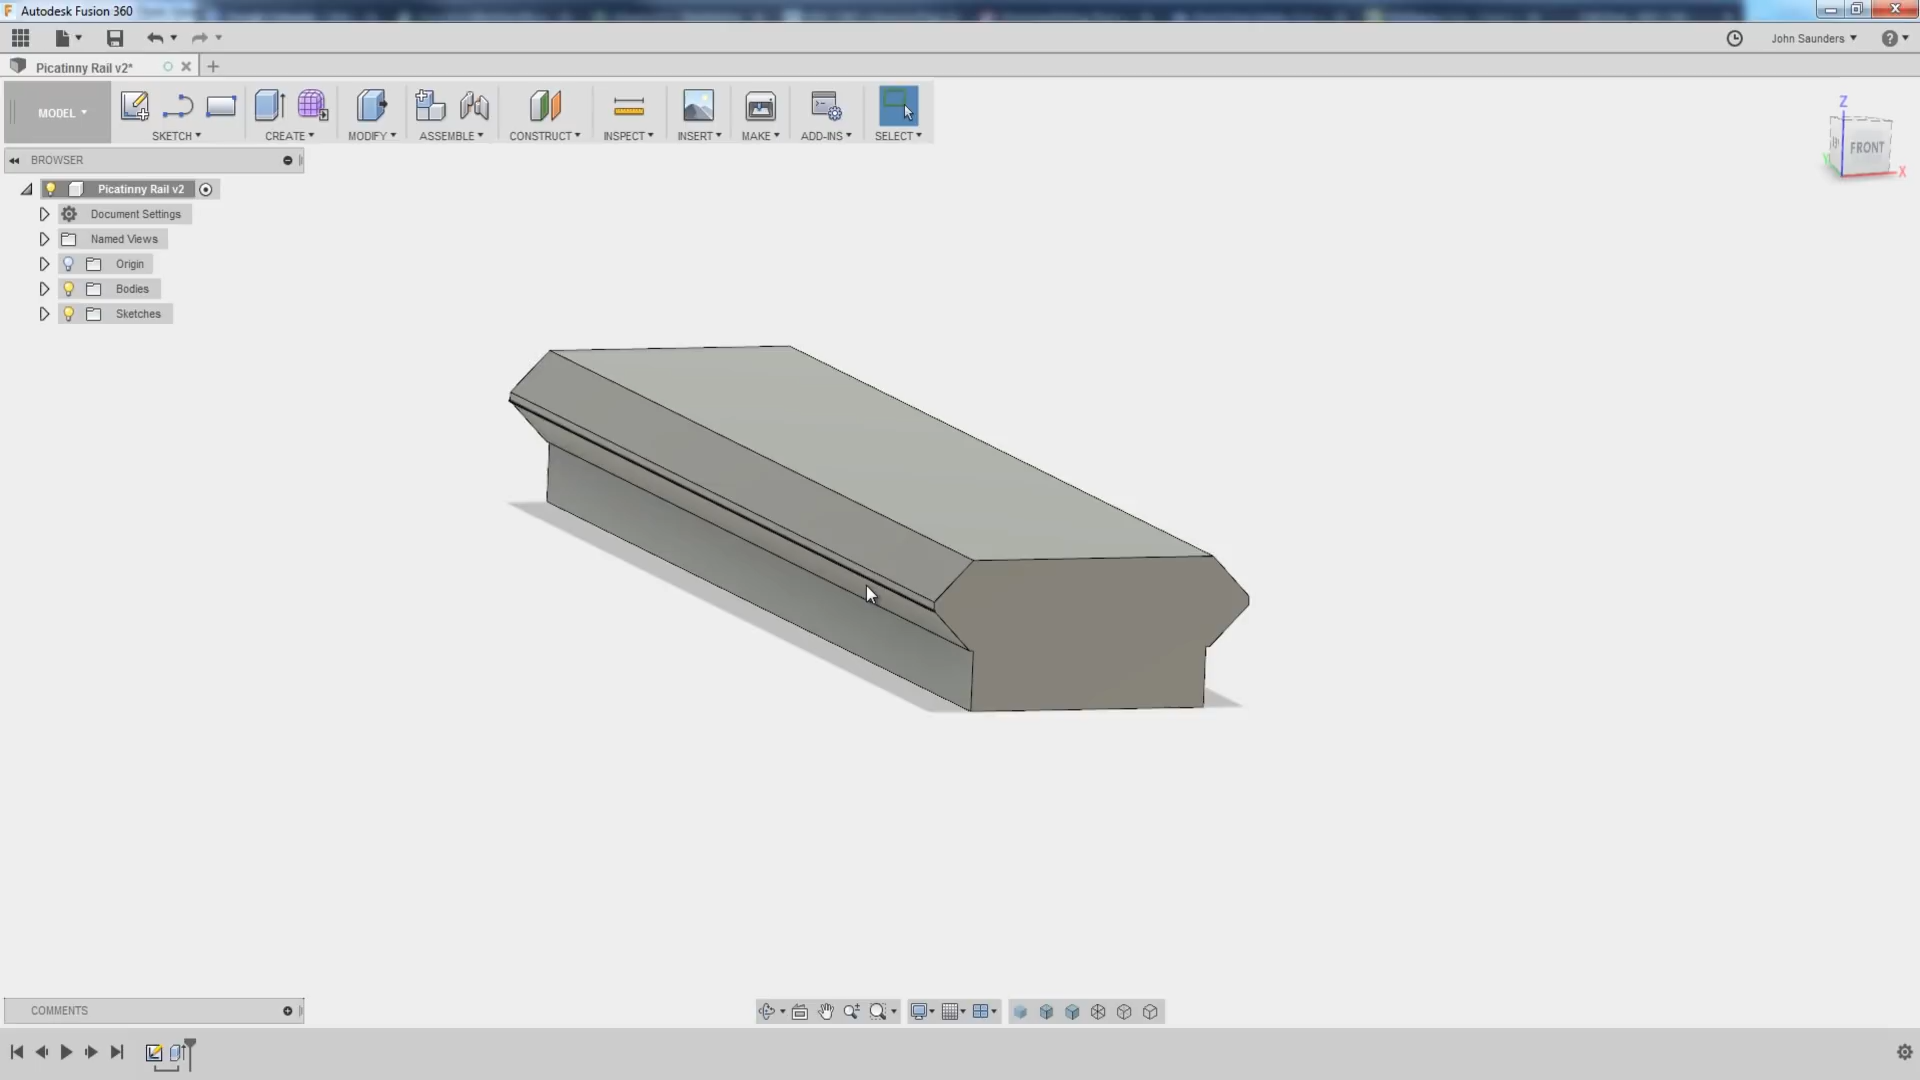 Autodesk Fusion 360
John Saunders
Picatinny Rail v2*
MODEL
SKETCH
CREATE
MODIFY
ASSEMBLE
CONSTRUCT
INSPECT
INSERT
MAKE
ADD-INS
SELECT
Z
FRONT
X
BROWSER
Picatinny Rail v2
Document Settings
Named Views
Origin
Bodies
Sketches
COMMENTS